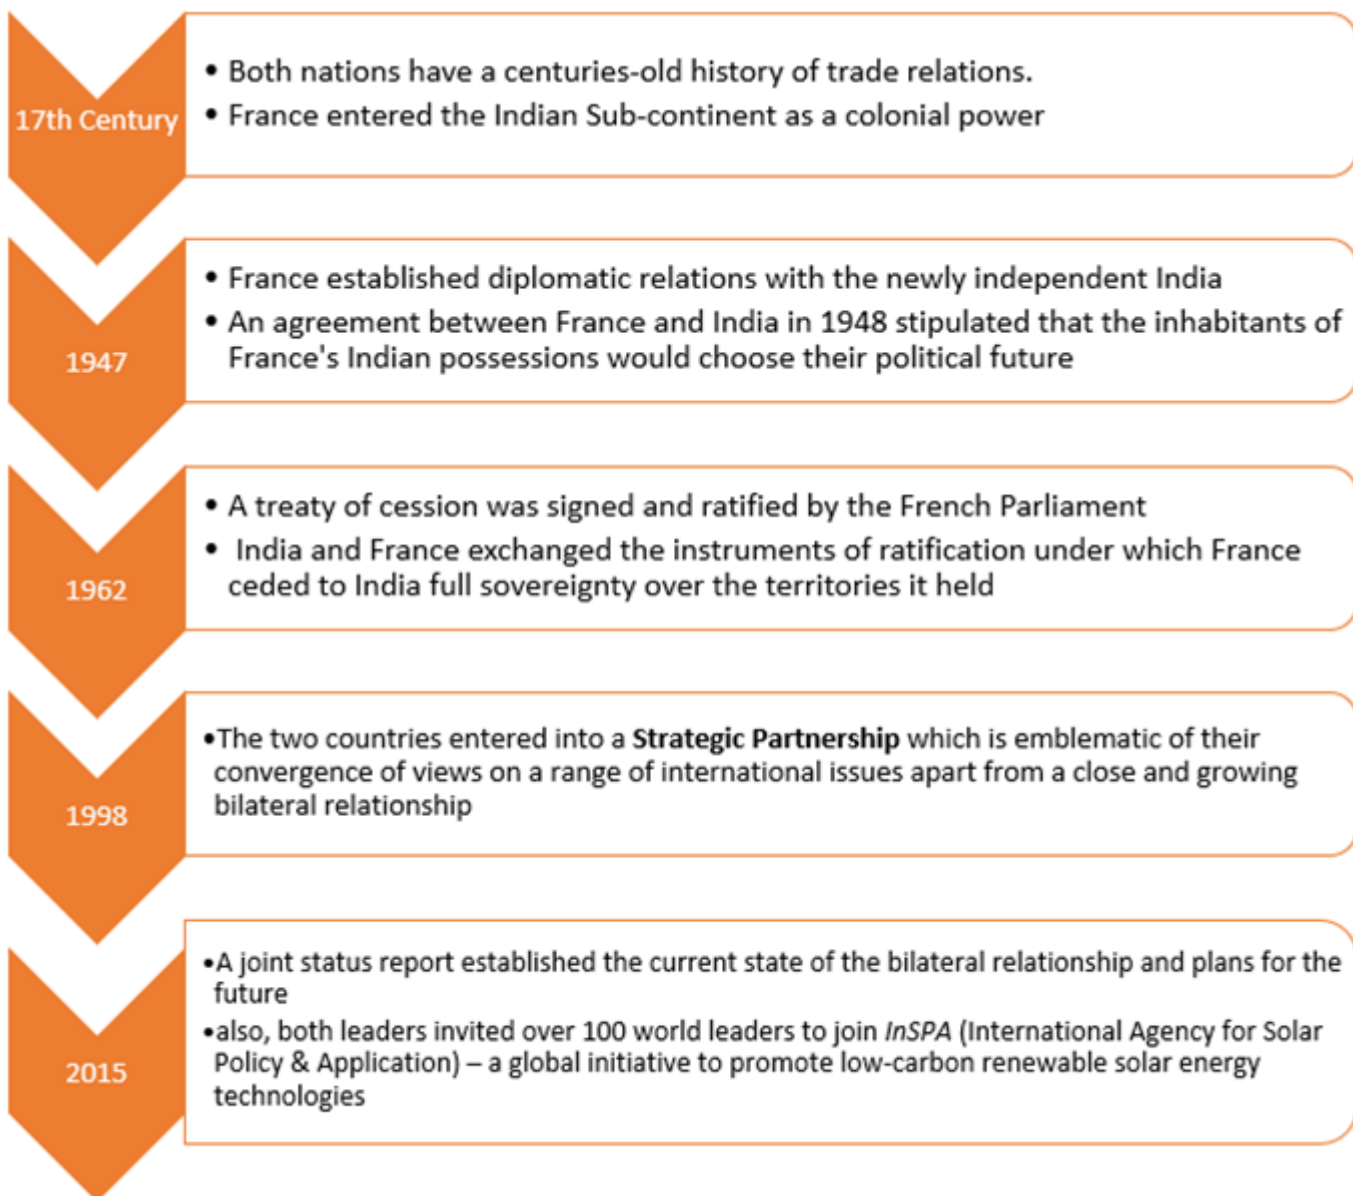 17th Century
• Both nations have a centuries-old history of trade relations.
• France entered the Indian Sub-continent as a colonial power
1947
• France established diplomatic relations with the newly independent India
• An agreement between France and India in 1948 stipulated that the inhabitants of
France's Indian possessions would choose their political future
1962
• A treaty of cession was signed and ratified by the French Parliament
• India and France exchanged the instruments of ratification under which France
ceded to India full sovereignty over the territories it held
1998
•The two countries entered into a Strategic Partnership which is emblematic of their
convergence of views on a range of international issues apart from a close and growing
bilateral relationship
2015
•A joint status report established the current state of the bilateral relationship and plans for the
future
•also, both leaders invited over 100 world leaders to join InSPA (International Agency for Solar
Policy & Application) – a global initiative to promote low-carbon renewable solar energy
technologies